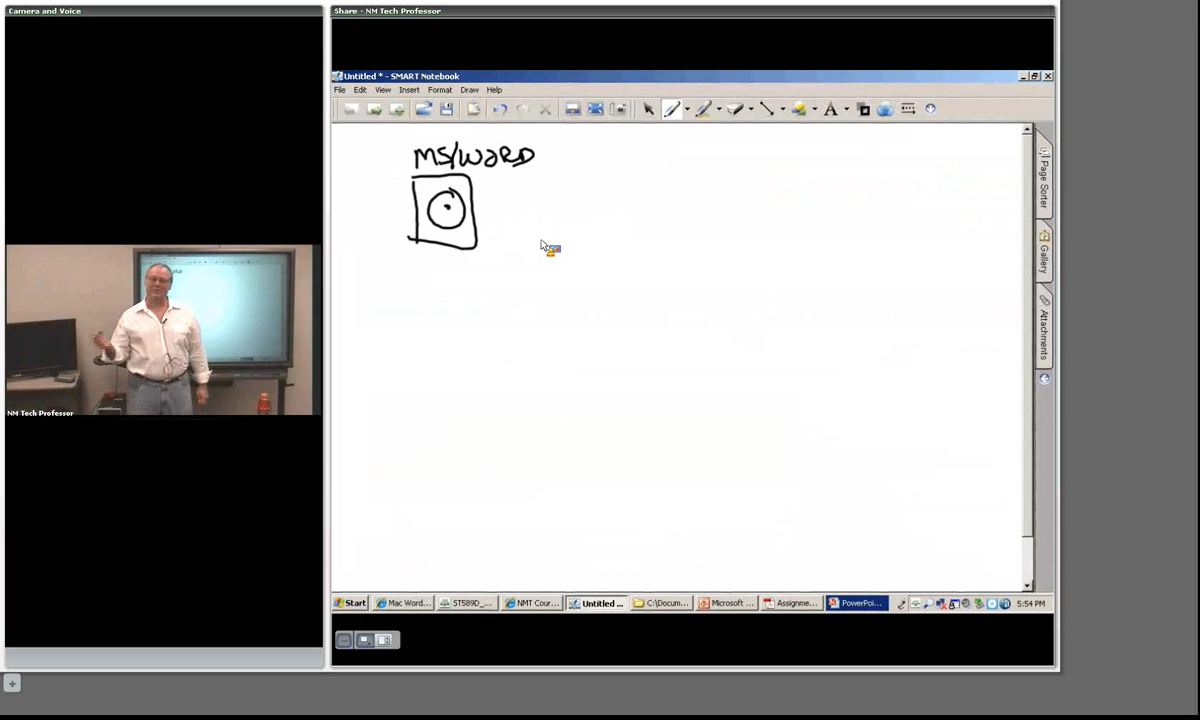 Camera and Voice
Share - NM Tech Professor
Untitled * - SMART Notebook
File Edit View Insert Format Draw Help
MS/WORD
Page Sorter
Gallery
Attachments
NM Tech Professor
Start Mac Word... ST589D_... NMT Cour... Untitled ... C:\Docum... Microsoft ... Assignme... PowerPoi... 5:54 PM